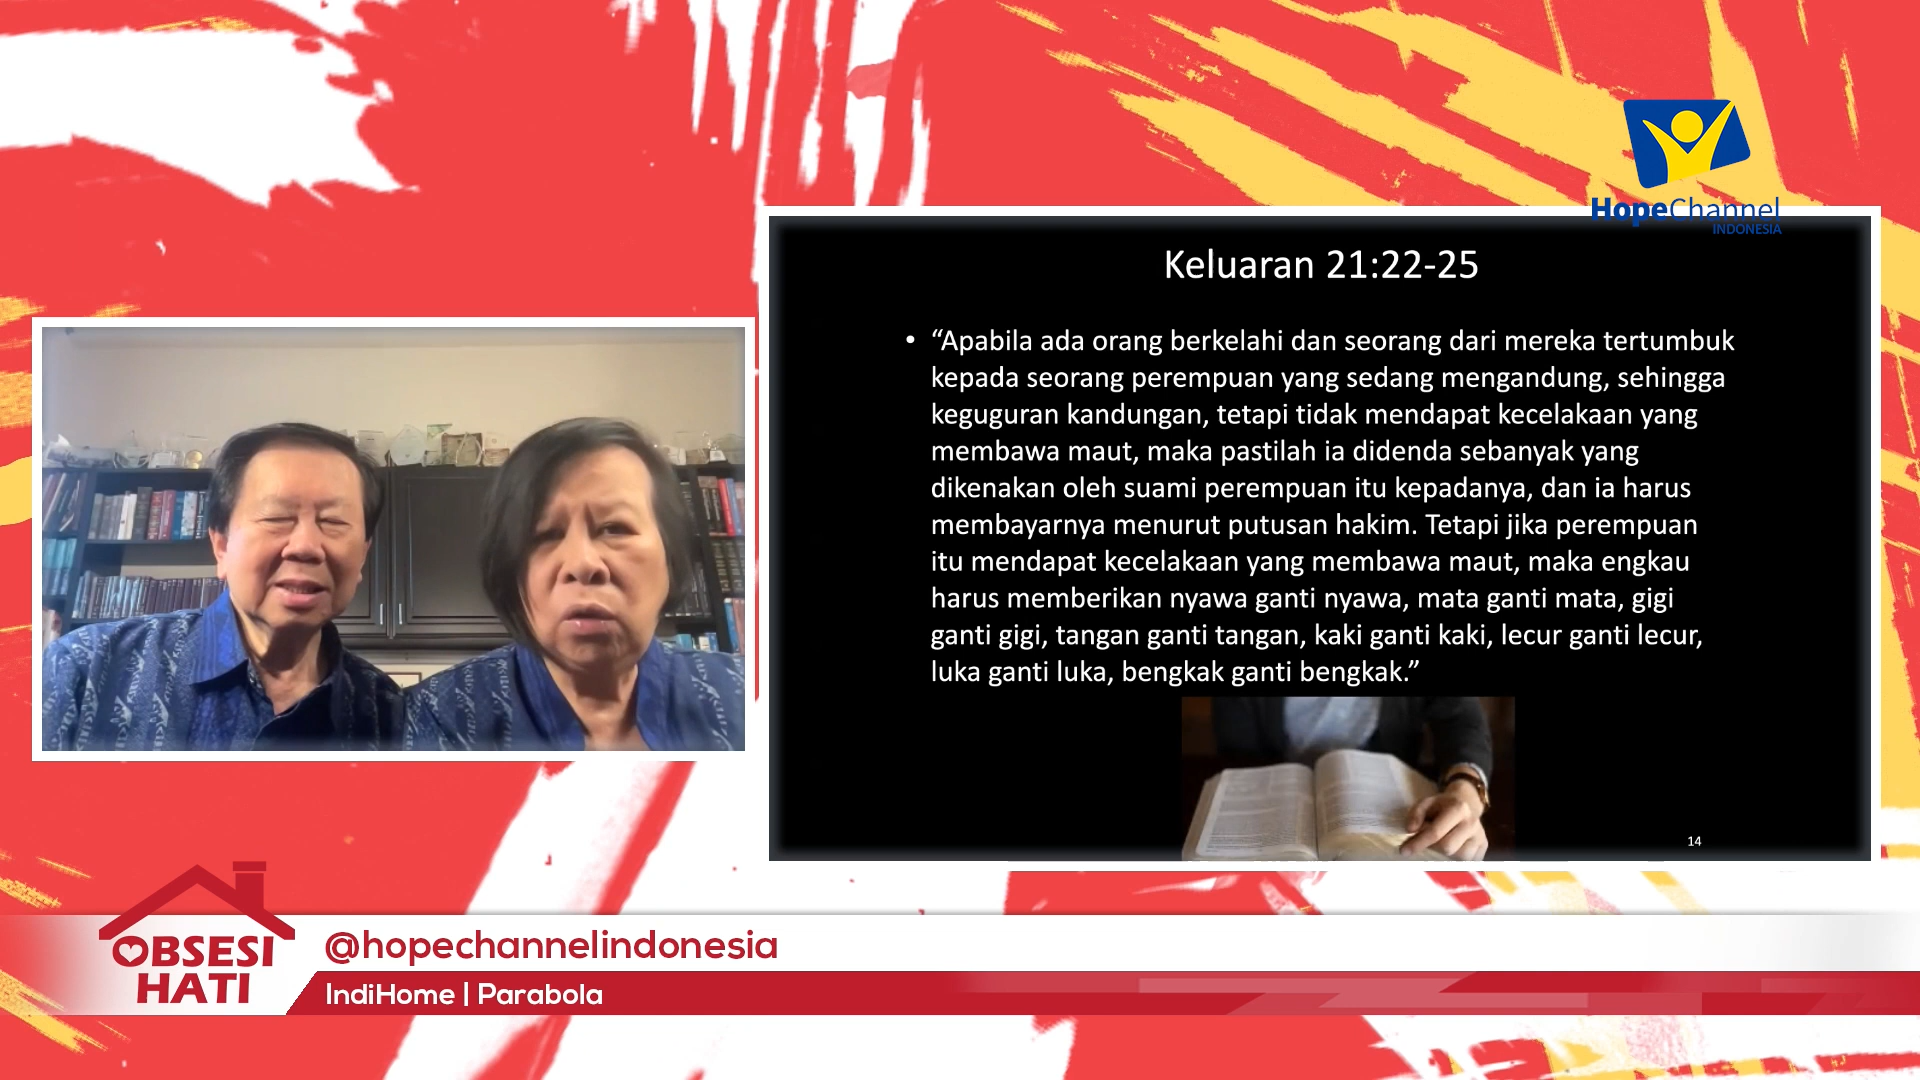 HopeChannel
INDONESIA
Keluaran 21:22-25
• “Apabila ada orang berkelahi dan seorang dari mereka tertumbuk
kepada seorang perempuan yang sedang mengandung, sehingga
keguguran kandungan, tetapi tidak mendapat kecelakaan yang
membawa maut, maka pastilah ia didenda sebanyak yang
dikenakan oleh suami perempuan itu kepadanya, dan ia harus
membayarnya menurut putusan hakim. Tetapi jika perempuan
itu mendapat kecelakaan yang membawa maut, maka engkau
harus memberikan nyawa ganti nyawa, mata ganti mata, gigi
ganti gigi, tangan ganti tangan, kaki ganti kaki, lecur ganti lecur,
luka ganti luka, bengkak ganti bengkak.”
14
OBSESI
HATI
@hopechannelindonesia
IndiHome | Parabola